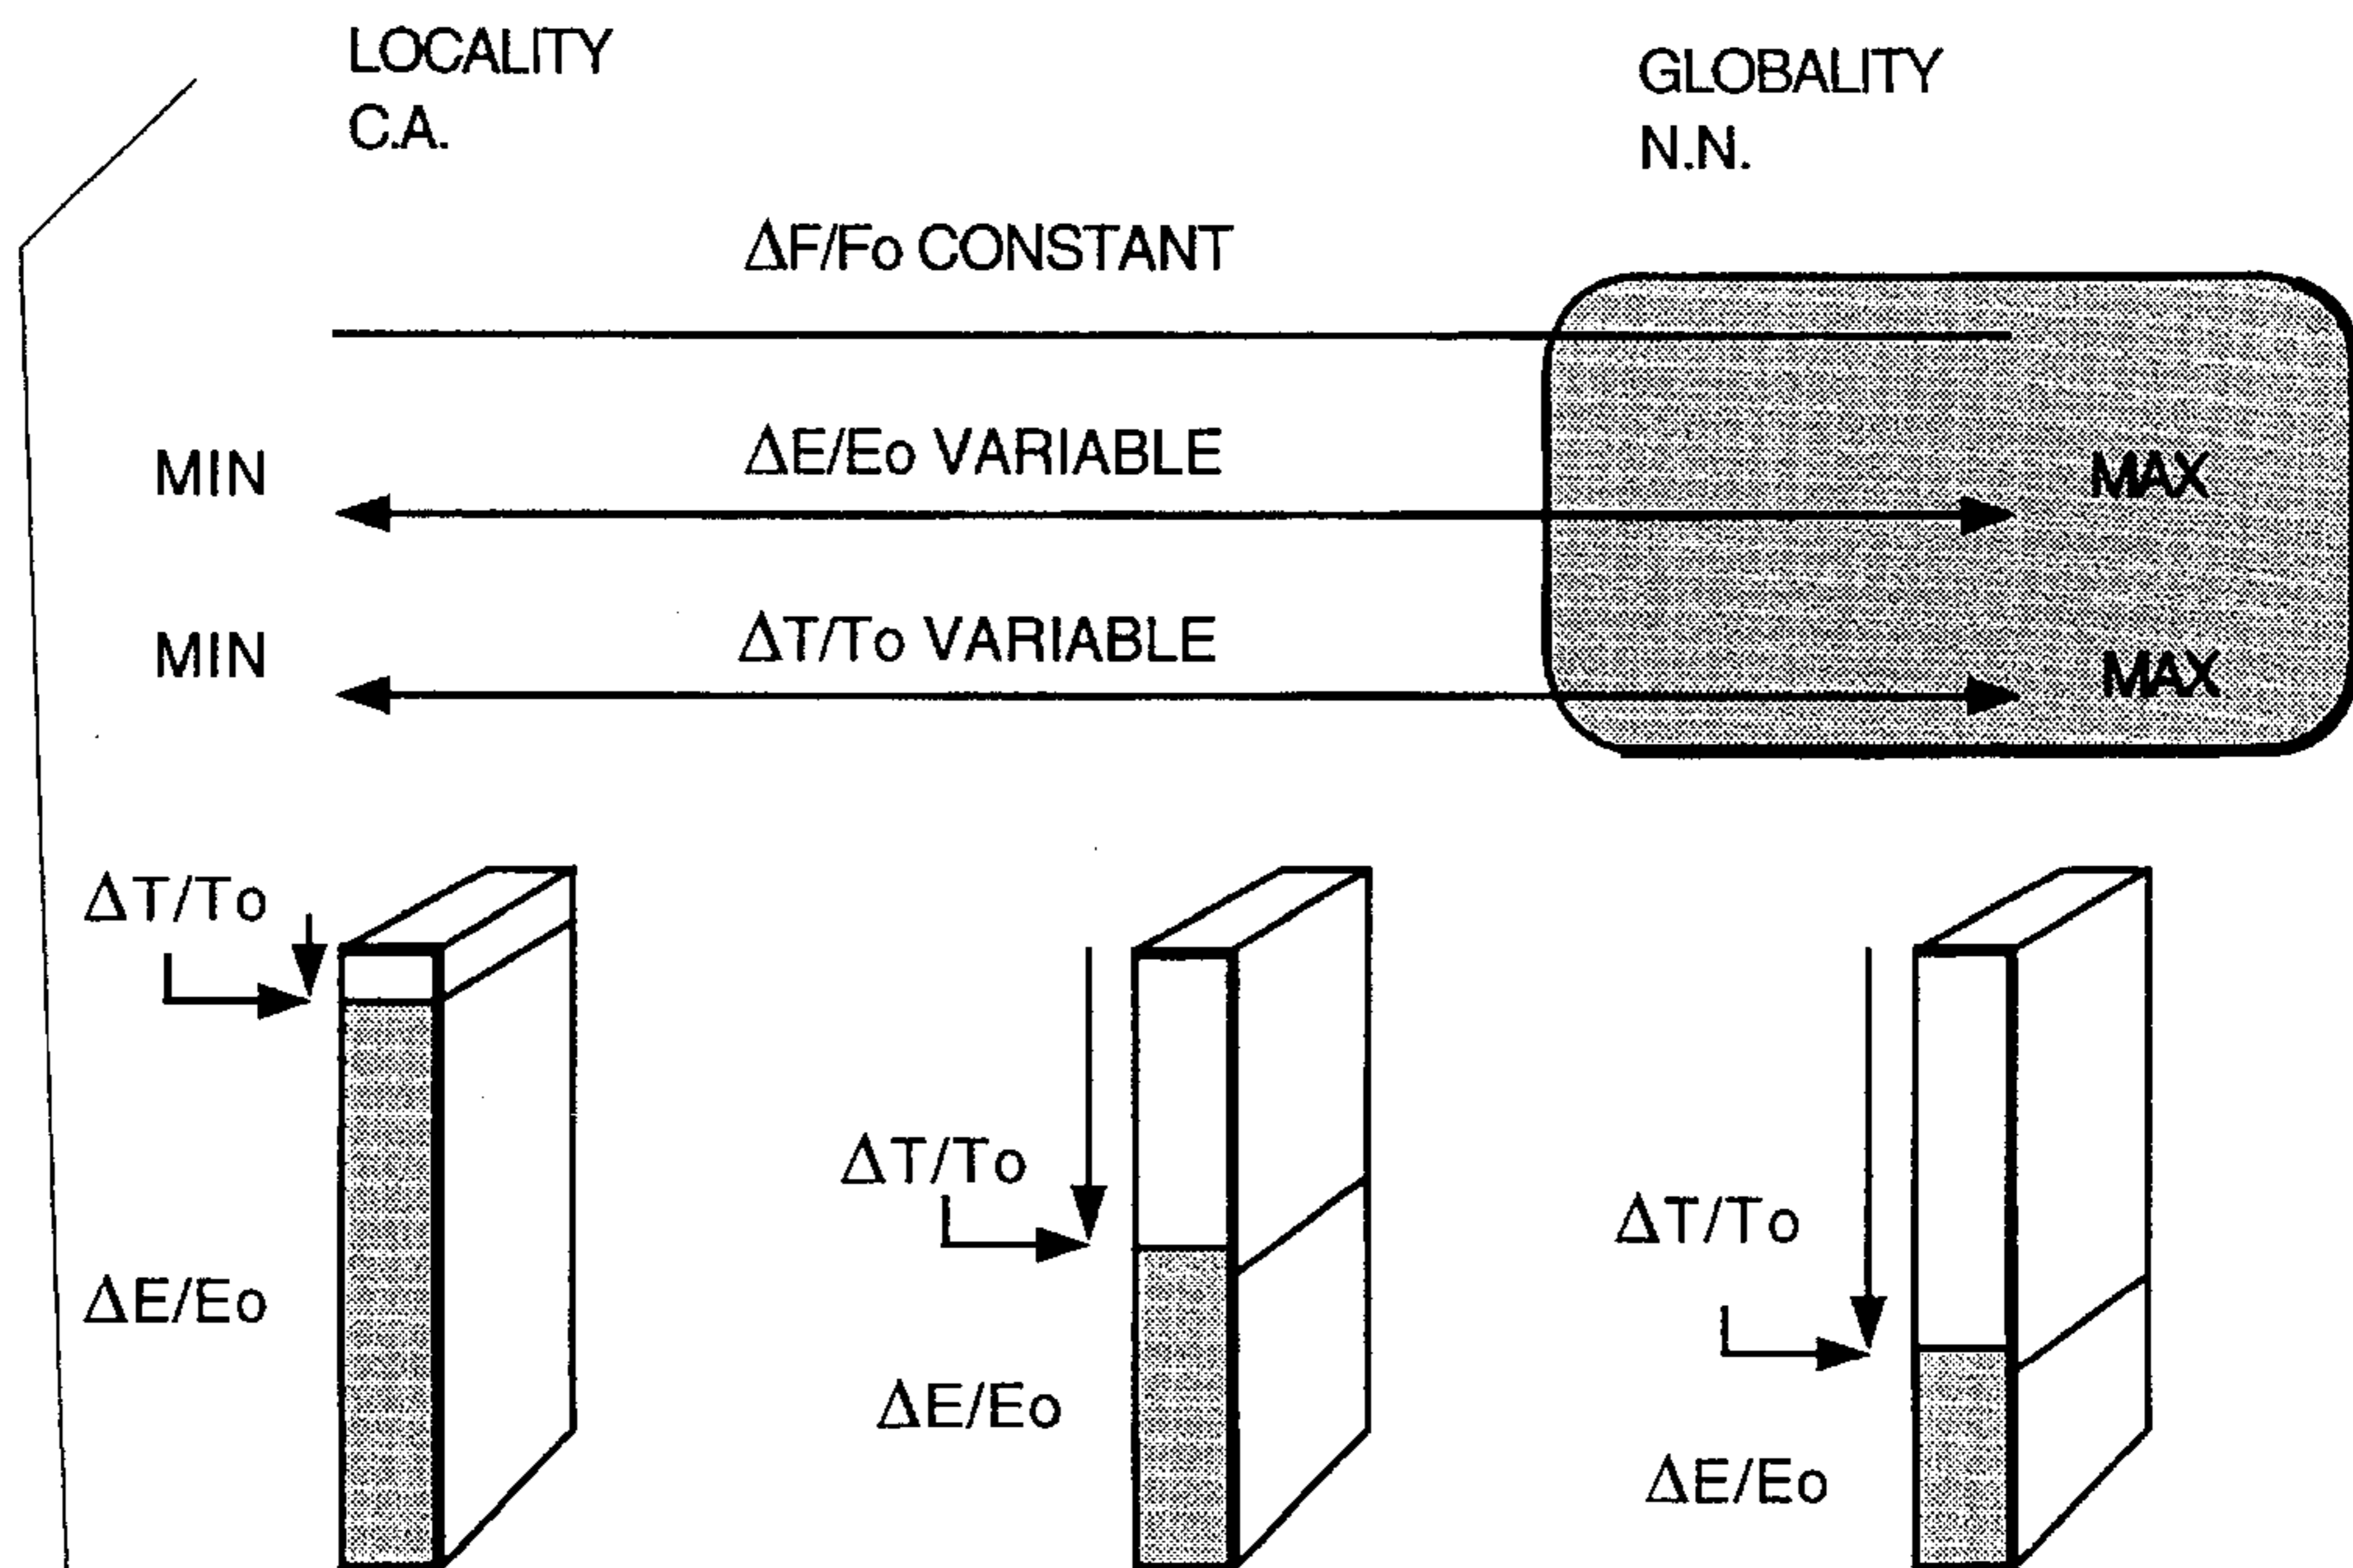 LOCALITY
C.A.
GLOBALITY
N.N.
ΔF/Fo CONSTANT
MIN
ΔE/Eo VARIABLE
MAX
MIN
ΔT/To VARIABLE
MAX
ΔT/To
ΔE/Eo
ΔT/To
ΔE/Eo
ΔT/To
ΔE/Eo